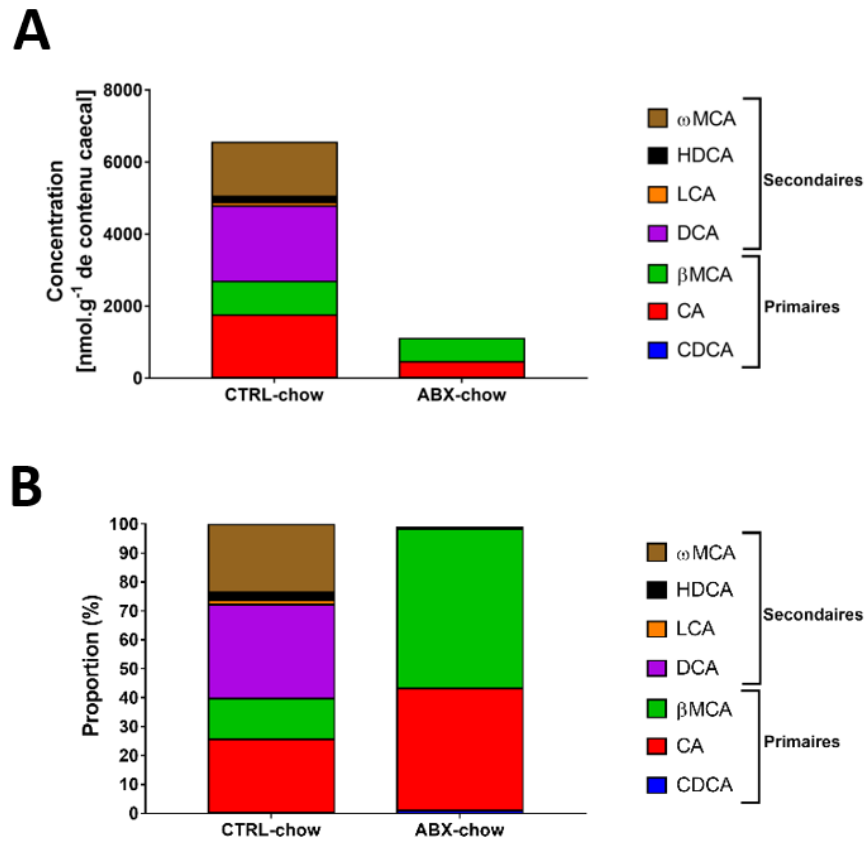 A
Concentration
[nmol.g-1 de contenu caecal]
8000
6000
4000
2000
0
CTRL-chow
ABX-chow
ωMCA
HDCA
LCA
DCA
βMCA
CA
CDCA
Secondaires
Primaires
B
Proportion (%)
100
90
80
70
60
50
40
30
20
10
0
CTRL-chow
ABX-chow
ωMCA
HDCA
LCA
DCA
βMCA
CA
CDCA
Secondaires
Primaires